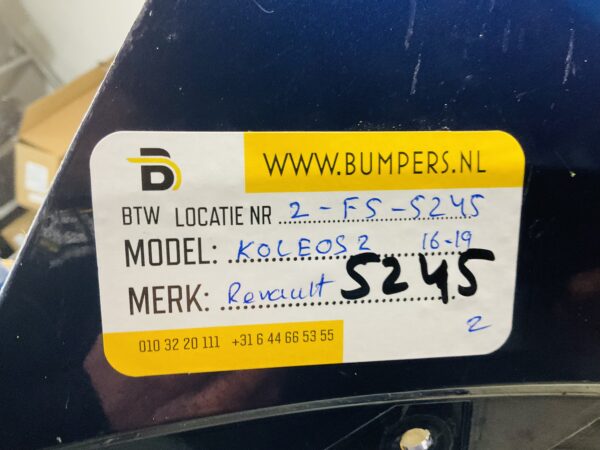 B
WWW.BUMPERS.NL
BTW LOCATIE NR 2-FS-5245
MODEL: KOLEOS 2 16-19
MERK: Renault 5245
2
010 32 20 111 +31 6 44 66 53 55